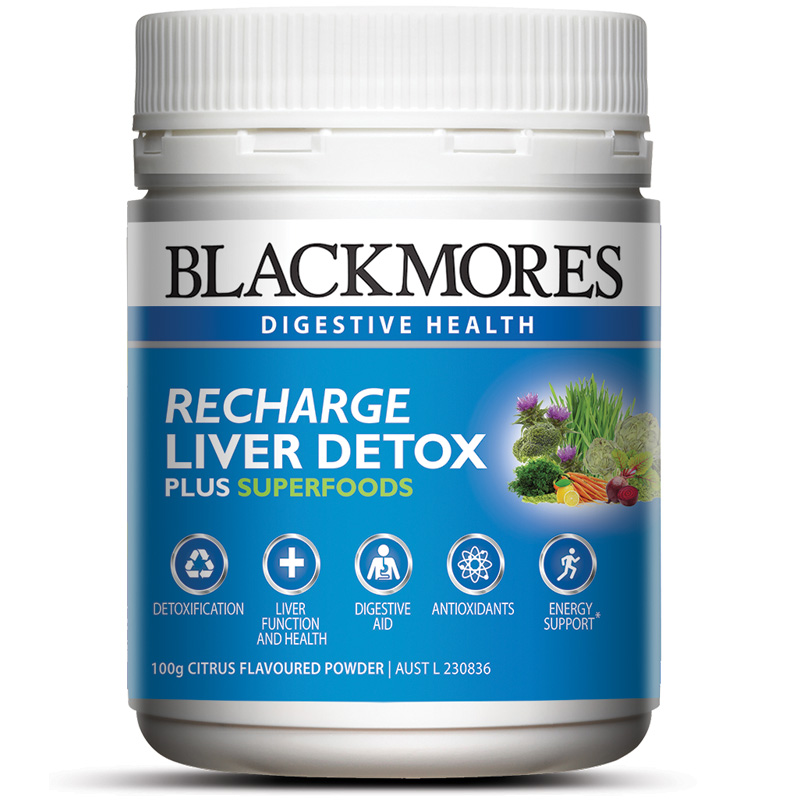 BLACKMORES
DIGESTIVE HEALTH
RECHARGE
LIVER DETOX
PLUS SUPERFOODS
DETOXIFICATION
LIVER
FUNCTION
AND HEALTH
DIGESTIVE
AID
ANTIOXIDANTS
ENERGY
SUPPORT*
100g CITRUS FLAVOURED POWDER | AUST L 230836